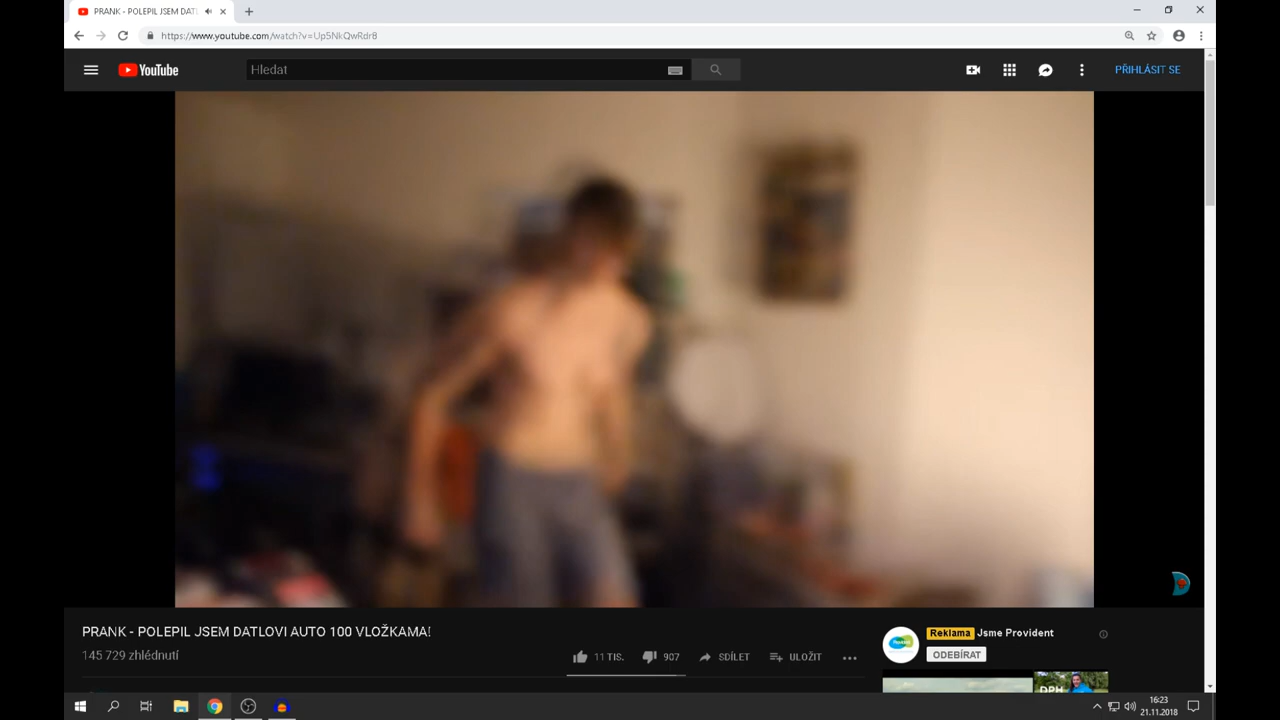 PRANK - POLEPIL JSEM DATL
https://www.youtube.com/watch?v=Up5NkQwRdr8
YouTube
Hledat
PŘIHLÁSIT SE
PRANK - POLEPIL JSEM DATLOVI AUTO 100 VLOŽKAMA!
145 729 zhlédnutí
11 TIS.
907
SDÍLET
ULOŽIT
Reklama Jsme Provident
ODEBÍRAT
DPH
16:23
21.11.2018